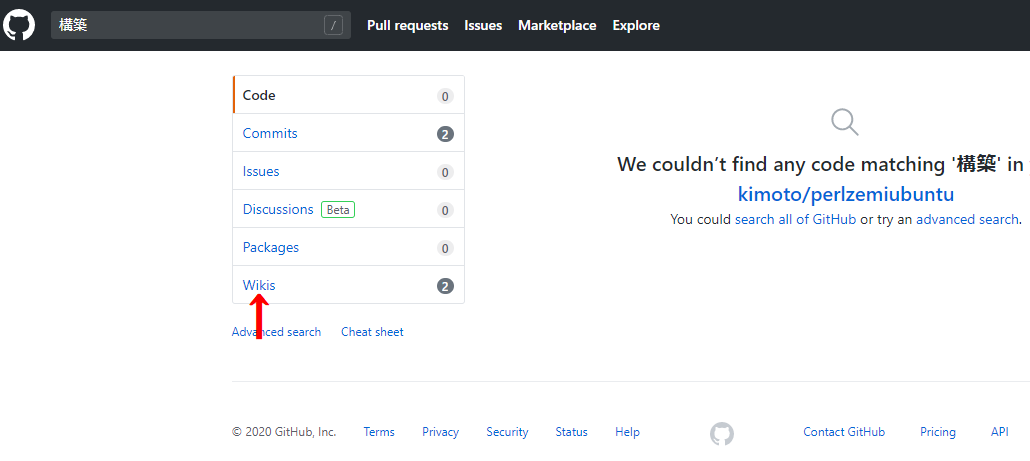 構築 / Pull requests Issues Marketplace Explore
Code 0
Commits 2
Issues 0
Discussions Beta 0
Packages 0
Wikis 2
Advanced search Cheat sheet
We couldn’t find any code matching '構築' in
kimoto/perlzemiubuntu
You could search all of GitHub or try an advanced search.
© 2020 GitHub, Inc. Terms Privacy Security Status Help Contact GitHub Pricing API